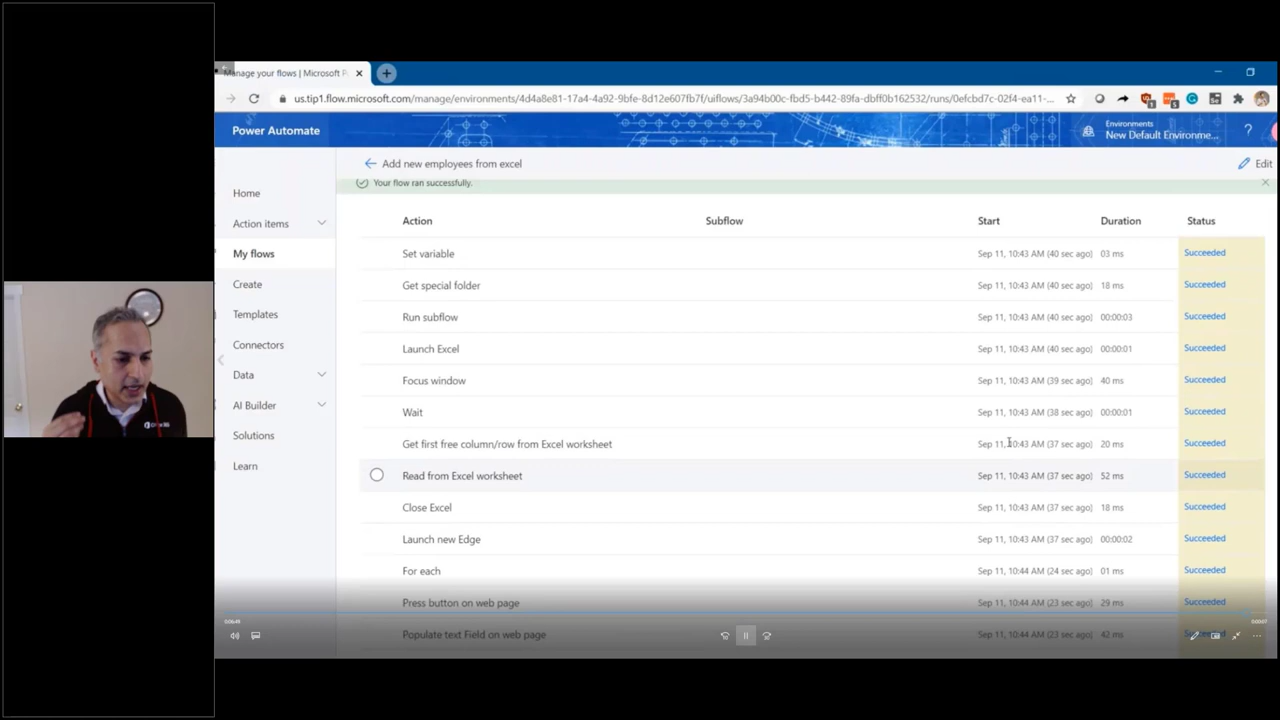 Manage your flows | Microsoft P
us.tip1.flow.microsoft.com/manage/environments/4d4a8e81-17a4-4a92-9bfe-8d12e607fb7f/uiflows/3a94b00c-fbd5-b442-89fa-dbff0b162532/runs/0efcbd7c-02f4-ea11-...
Power Automate
Environments
New Default Environme...
?
Add new employees from excel
Edit
Your flow ran successfully.
Home
Action items
My flows
Create
Templates
Connectors
Data
AI Builder
Solutions
Learn
Action Subflow Start Duration Status
Set variable Sep 11, 10:43 AM (40 sec ago) 03 ms Succeeded
Get special folder Sep 11, 10:43 AM (40 sec ago) 18 ms Succeeded
Run subflow Sep 11, 10:43 AM (40 sec ago) 00:00:03 Succeeded
Launch Excel Sep 11, 10:43 AM (40 sec ago) 00:00:01 Succeeded
Focus window Sep 11, 10:43 AM (39 sec ago) 40 ms Succeeded
Wait Sep 11, 10:43 AM (38 sec ago) 00:00:01 Succeeded
Get first free column/row from Excel worksheet Sep 11, 10:43 AM (37 sec ago) 20 ms Succeeded
Read from Excel worksheet Sep 11, 10:43 AM (37 sec ago) 52 ms Succeeded
Close Excel Sep 11, 10:43 AM (37 sec ago) 18 ms Succeeded
Launch new Edge Sep 11, 10:43 AM (37 sec ago) 00:00:02 Succeeded
For each Sep 11, 10:44 AM (24 sec ago) 01 ms Succeeded
Press button on web page Sep 11, 10:44 AM (23 sec ago) 29 ms Succeeded
Populate text Field on web page Sep 11, 10:44 AM (23 sec ago) 42 ms Succeeded